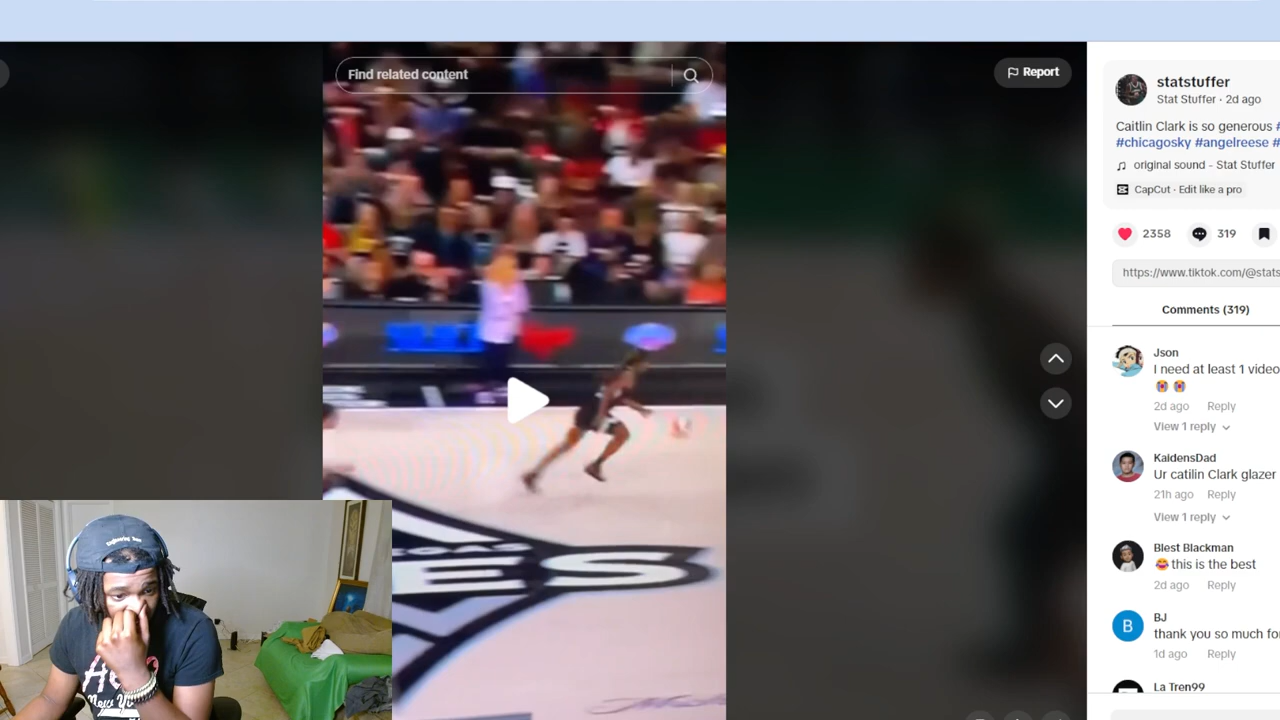 Find related content
Report
statstuffer
Stat Stuffer · 2d ago
Caitlin Clark is so generous #
#chicagosky #angelreese #
original sound - Stat Stuffer
CapCut · Edit like a pro
2358
319
https://www.tiktok.com/@stats
Comments (319)
Json
I need at least 1 video
😭 😭
2d ago Reply
View 1 reply
KaldensDad
Ur catilin Clark glazer
21h ago Reply
View 1 reply
Blest Blackman
😂this is the best
2d ago Reply
B
BJ
thank you so much fo
1d ago Reply
La Tren99
ES